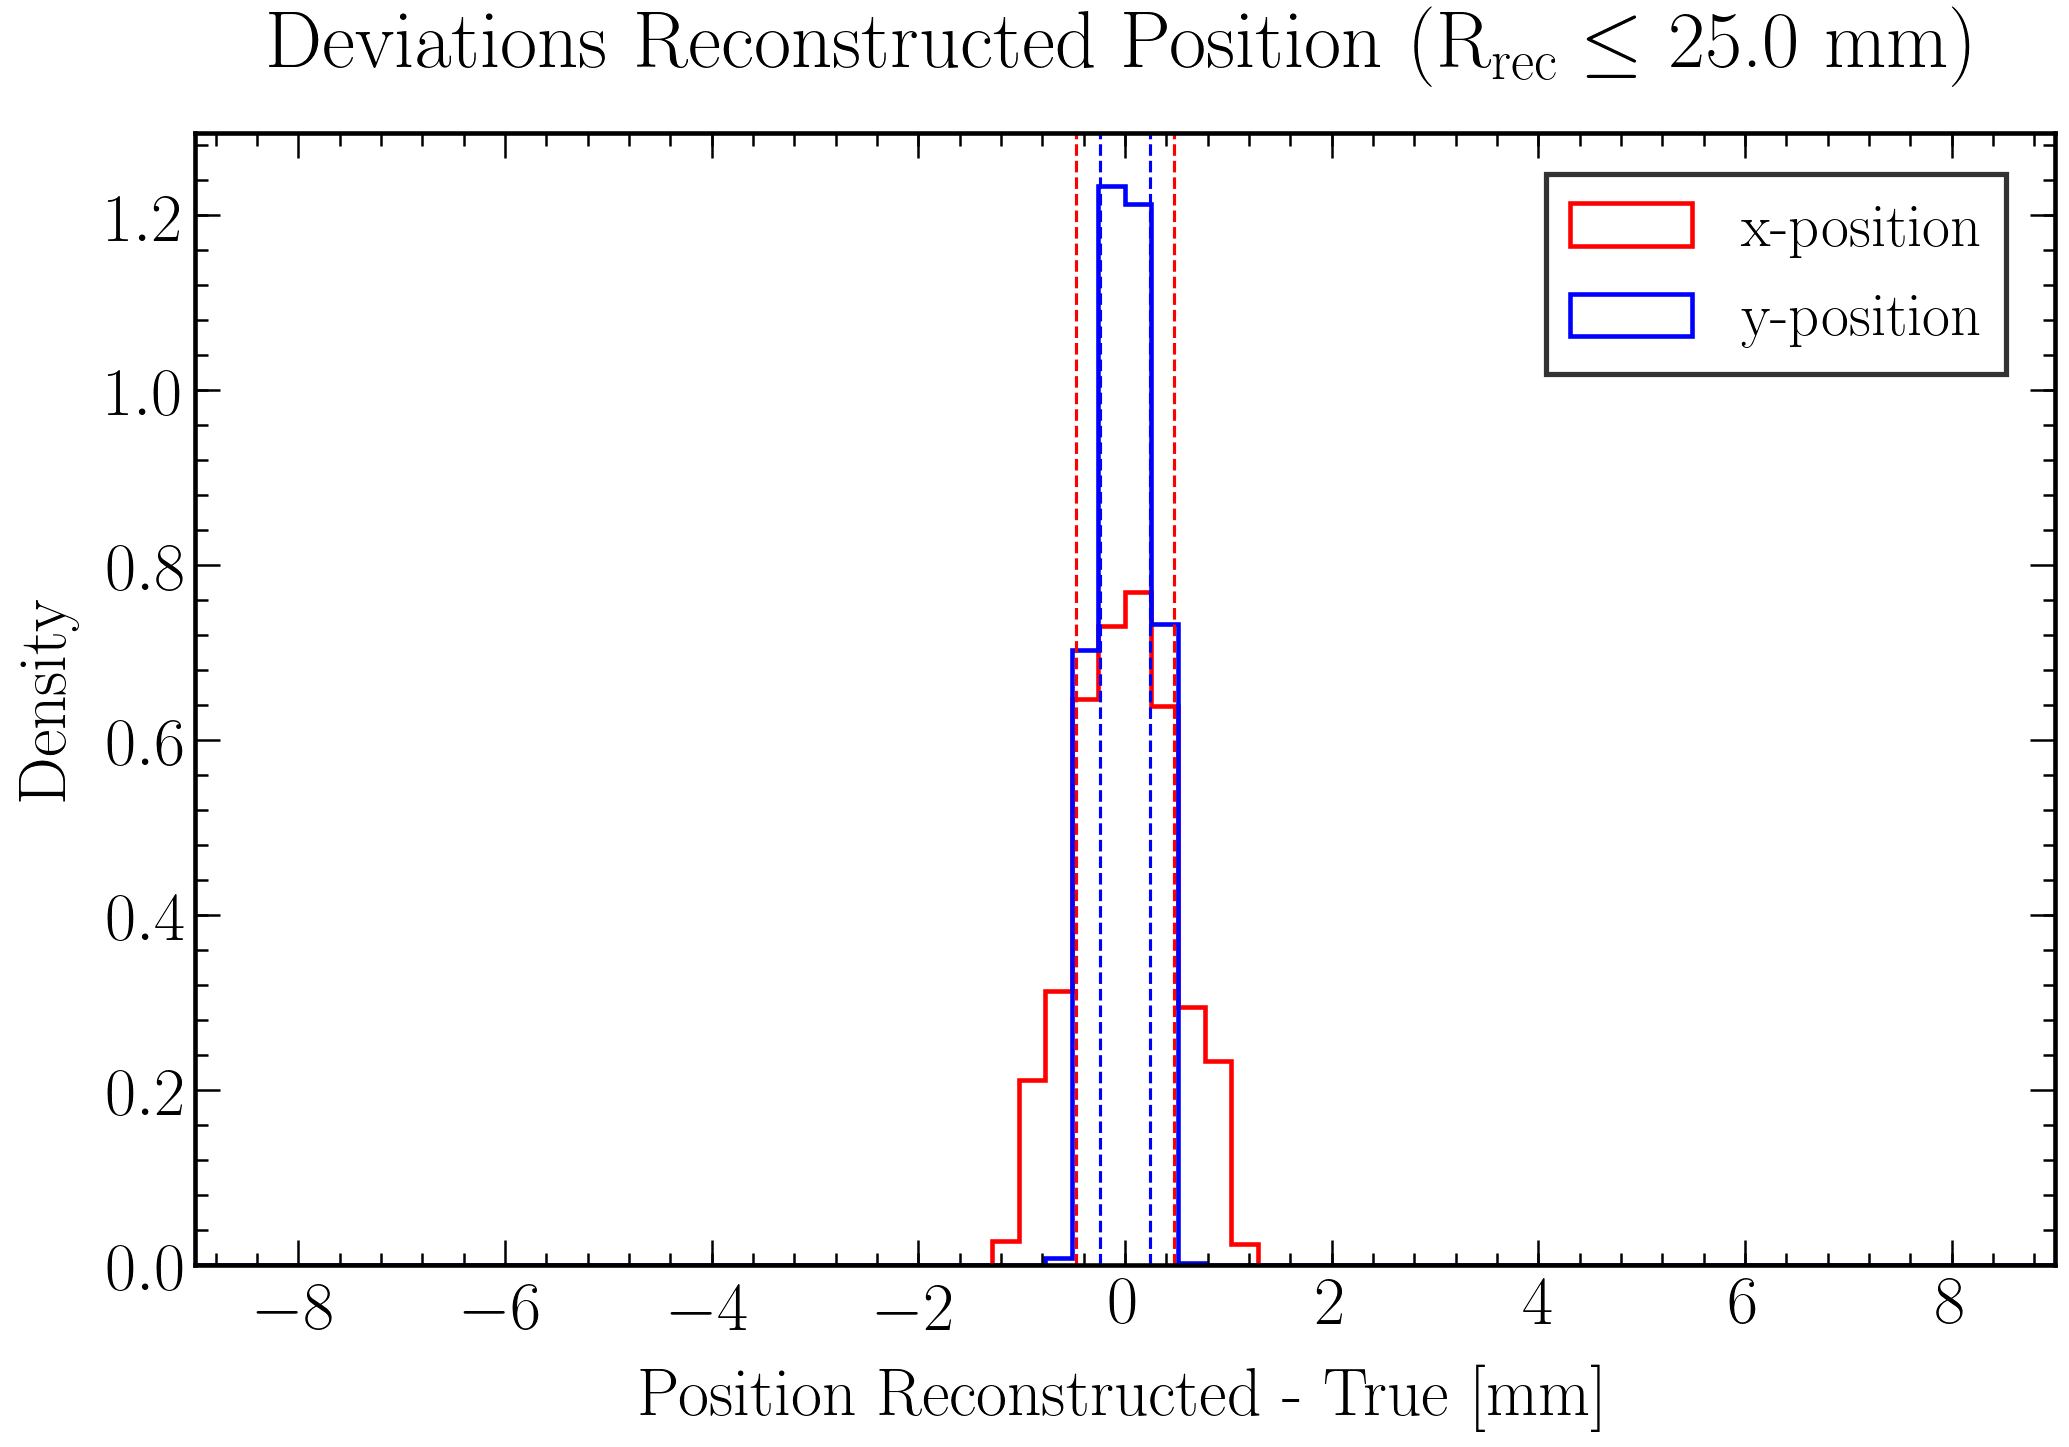 Deviations Reconstructed Position (R_rec ≤ 25.0 mm)
x-position
y-position
1.2
1.0
0.8
0.6
0.4
0.2
0.0
Density
−8 −6 −4 −2 0 2 4 6 8
Position Reconstructed - True [mm]